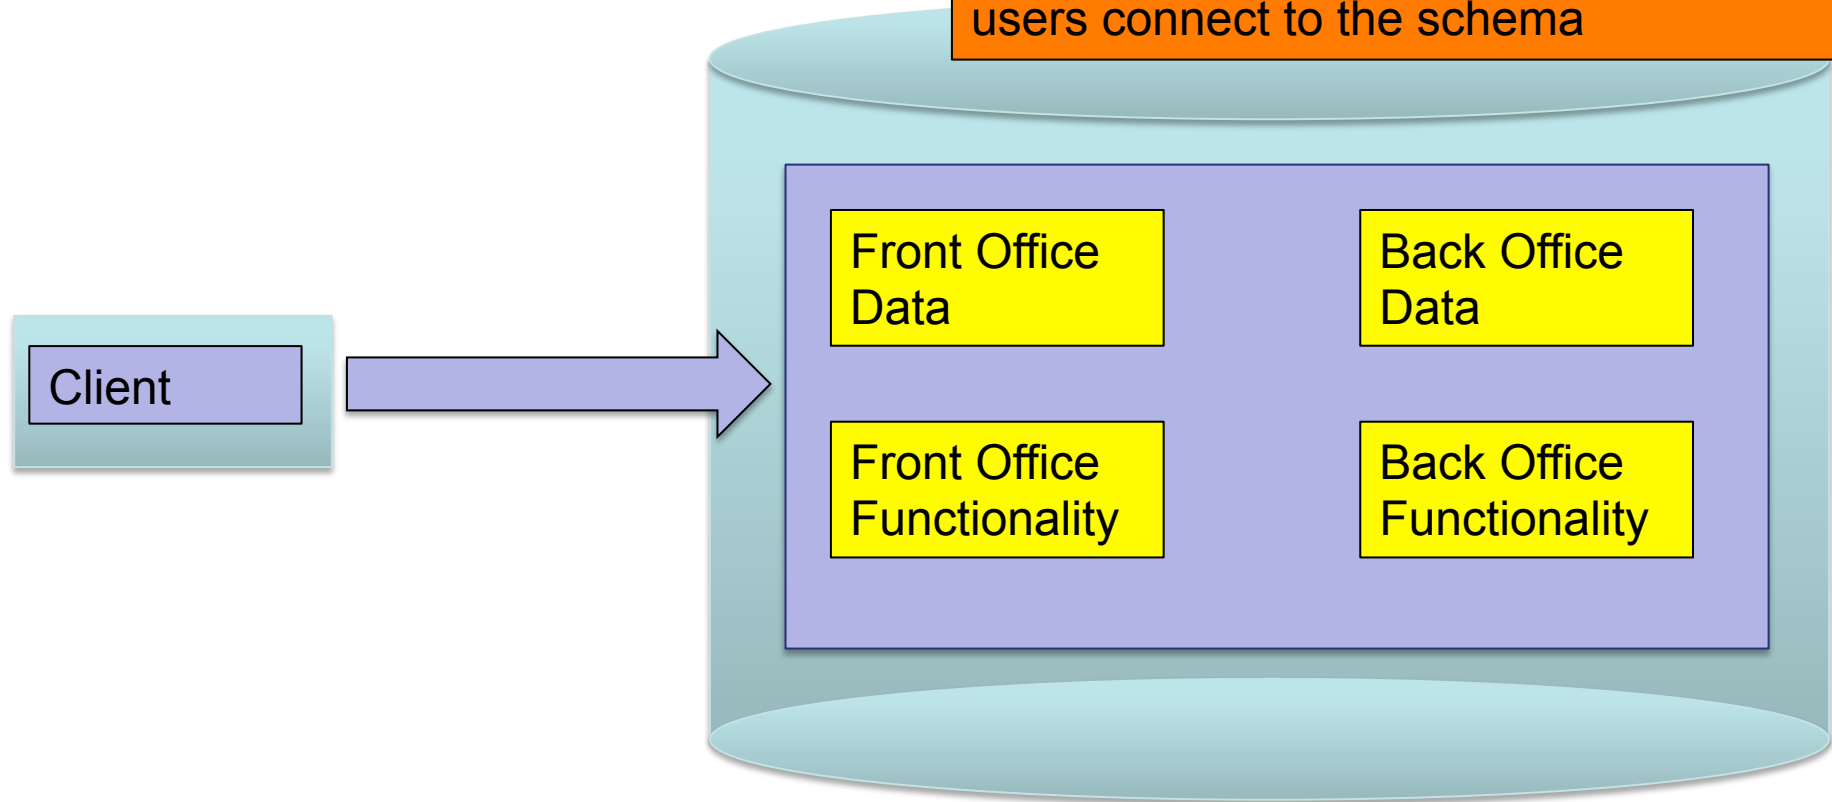 users connect to the schema
Front Office
Data
Back Office
Data
Client
Front Office
Functionality
Back Office
Functionality